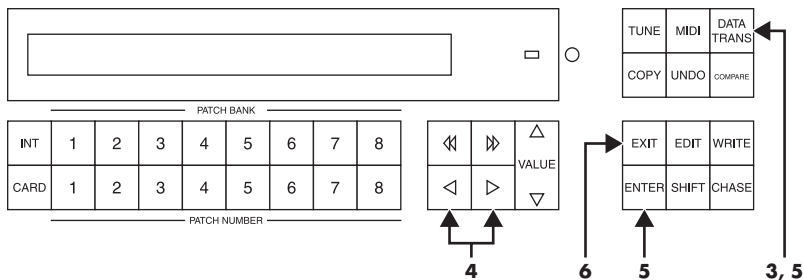 TUNE MIDI DATA TRANS
COPY UNDO COMPARE
PATCH BANK
INT 1 2 3 4 5 6 7 8
CARD 1 2 3 4 5 6 7 8
PATCH NUMBER
VALUE
EXIT EDIT WRITE
ENTER SHIFT CHASE
6
4
5
3, 5